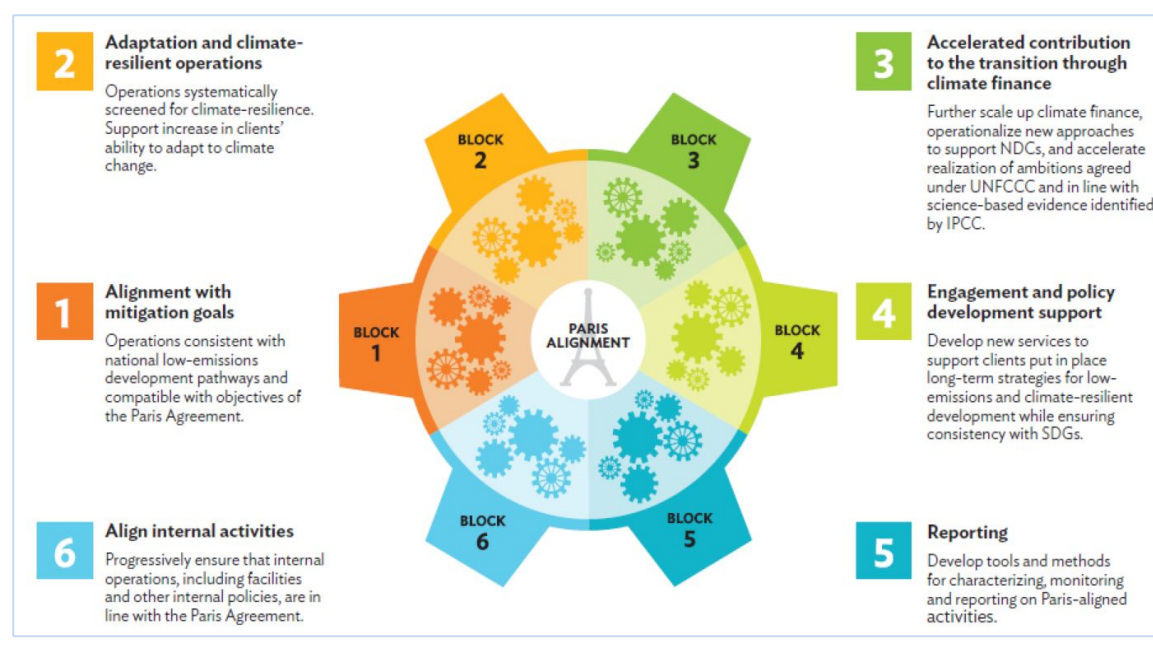 2
Adaptation and climate-
resilient operations
Operations systematically
screened for climate-resilience.
Support increase in clients'
ability to adapt to climate
change.
3
Accelerated contribution
to the transition through
climate finance
Further scale up climate finance,
operationalize new approaches
to support NDCs, and accelerate
realization of ambitions agreed
under UNFCCC and in line with
science-based evidence identified
by IPCC.
1
Alignment with
mitigation goals
Operations consistent with
national low-emissions
development pathways and
compatible with objectives of
the Paris Agreement.
BLOCK
2
BLOCK
3
BLOCK
1
PARIS
ALIGNMENT
BLOCK
4
BLOCK
6
BLOCK
5
4
Engagement and policy
development support
Develop new services to
support clients put in place
long-term strategies for low-
emissions and climate-resilient
development while ensuring
consistency with SDGs.
6
Align internal activities
Progressively ensure that internal
operations, including facilities
and other internal policies, are in
line with the Paris Agreement.
5
Reporting
Develop tools and methods
for characterizing, monitoring
and reporting on Paris-aligned
activities.